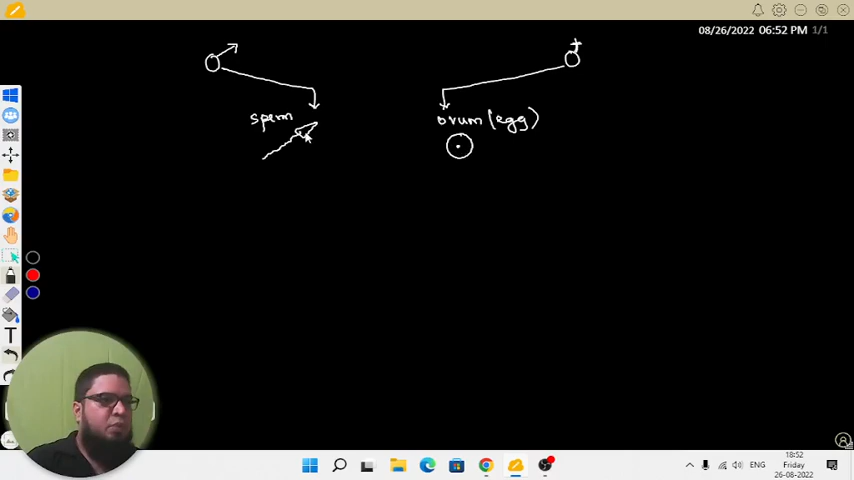 08/26/2022 06:52 PM 1/1
sperm
ovum (egg)
T
ENG
18:52
Friday
26-08-2022